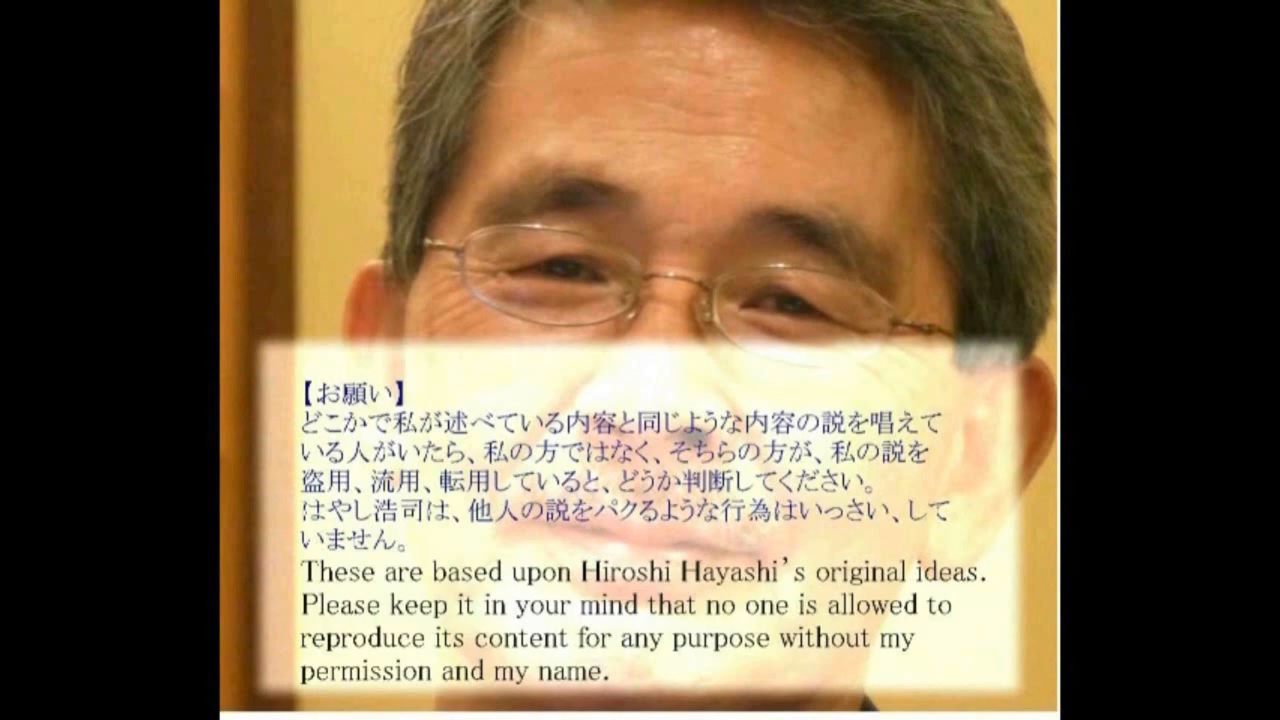 【お願い】
どこかで私が述べている内容と同じような内容の説を唱えて
いる人がいたら、私の方ではなく、そちらの方が、私の説を
盗用、流用、転用していると、どうか判断してください。
はやし浩司は、他人の説をパクるような行為はいっさい、して
いません。
These are based upon Hiroshi Hayashi's original ideas.
Please keep it in your mind that no one is allowed to
reproduce its content for any purpose without my
permission and my name.